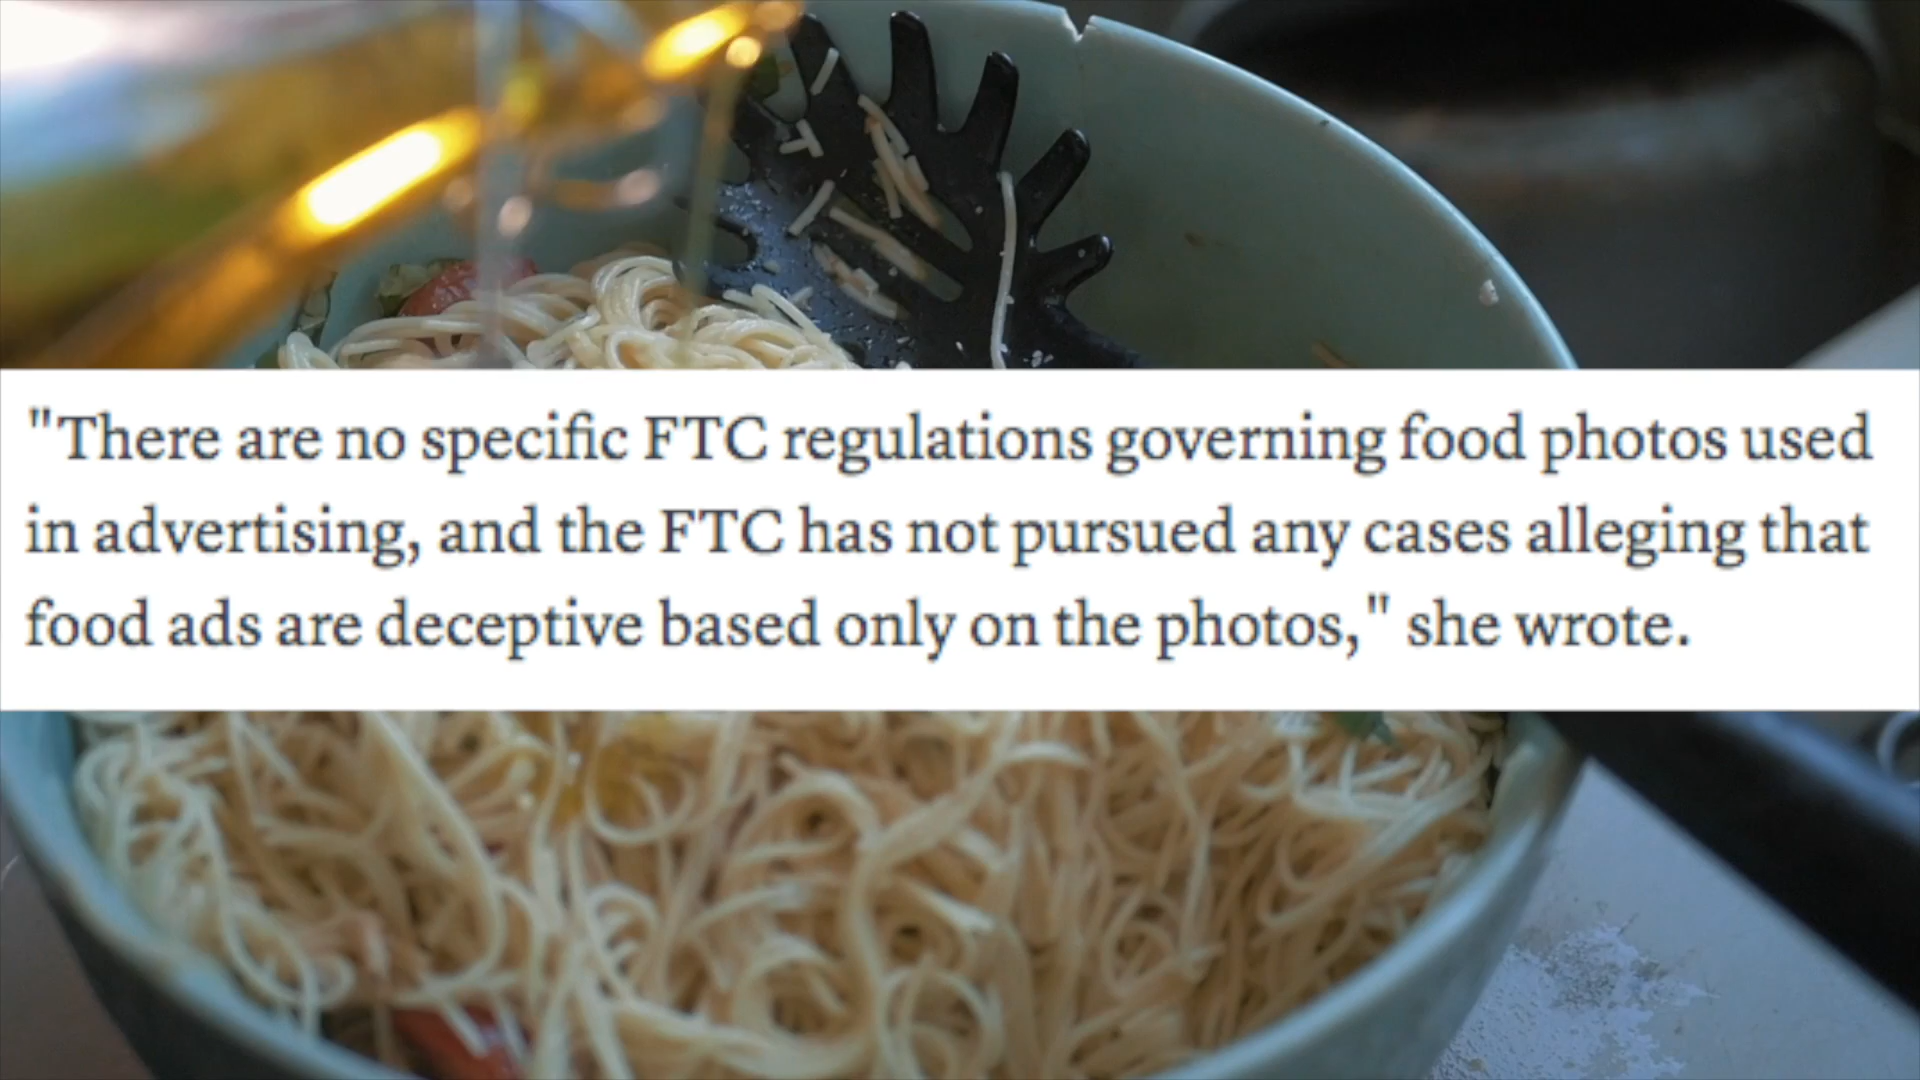 "There are no specific FTC regulations governing food photos used
in advertising, and the FTC has not pursued any cases alleging that
food ads are deceptive based only on the photos," she wrote.